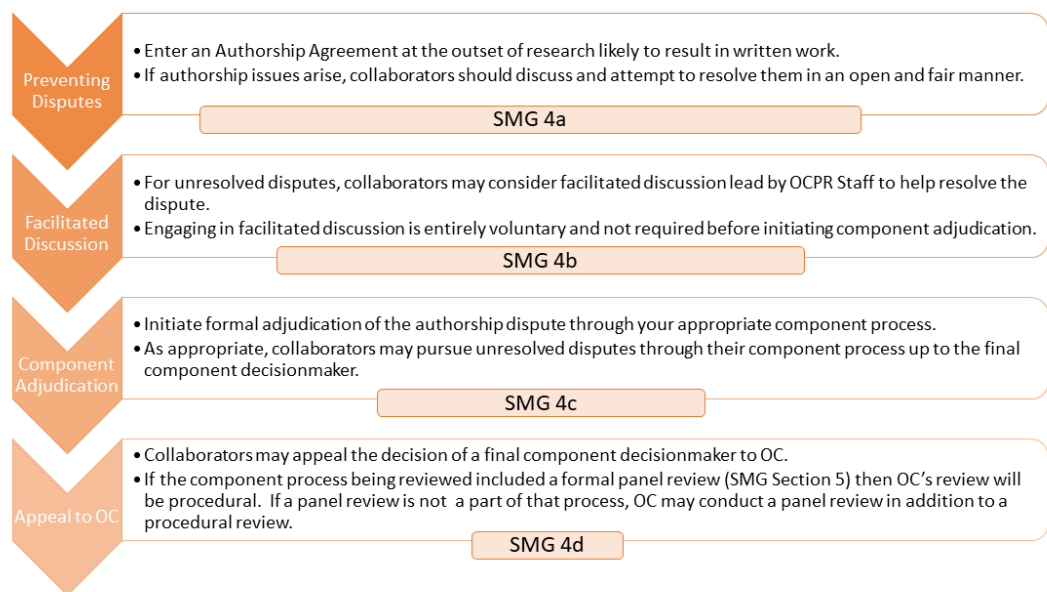 Preventing
Disputes
• Enter an Authorship Agreement at the outset of research likely to result in written work.
• If authorship issues arise, collaborators should discuss and attempt to resolve them in an open and fair manner.
SMG 4a
Facilitated
Discussion
• For unresolved disputes, collaborators may consider facilitated discussion lead by OCPR Staff to help resolve the
dispute.
• Engaging in facilitated discussion is entirely voluntary and not required before initiating component adjudication.
SMG 4b
Component
Adjudication
• Initiate formal adjudication of the authorship dispute through your appropriate component process.
• As appropriate, collaborators may pursue unresolved disputes through their component process up to the final
component decisionmaker.
SMG 4c
Appeal to OC
• Collaborators may appeal the decision of a final component decisionmaker to OC.
• If the component process being reviewed included a formal panel review (SMG Section 5) then OC's review will
be procedural. If a panel review is not a part of that process, OC may conduct a panel review in addition to a
procedural review.
SMG 4d